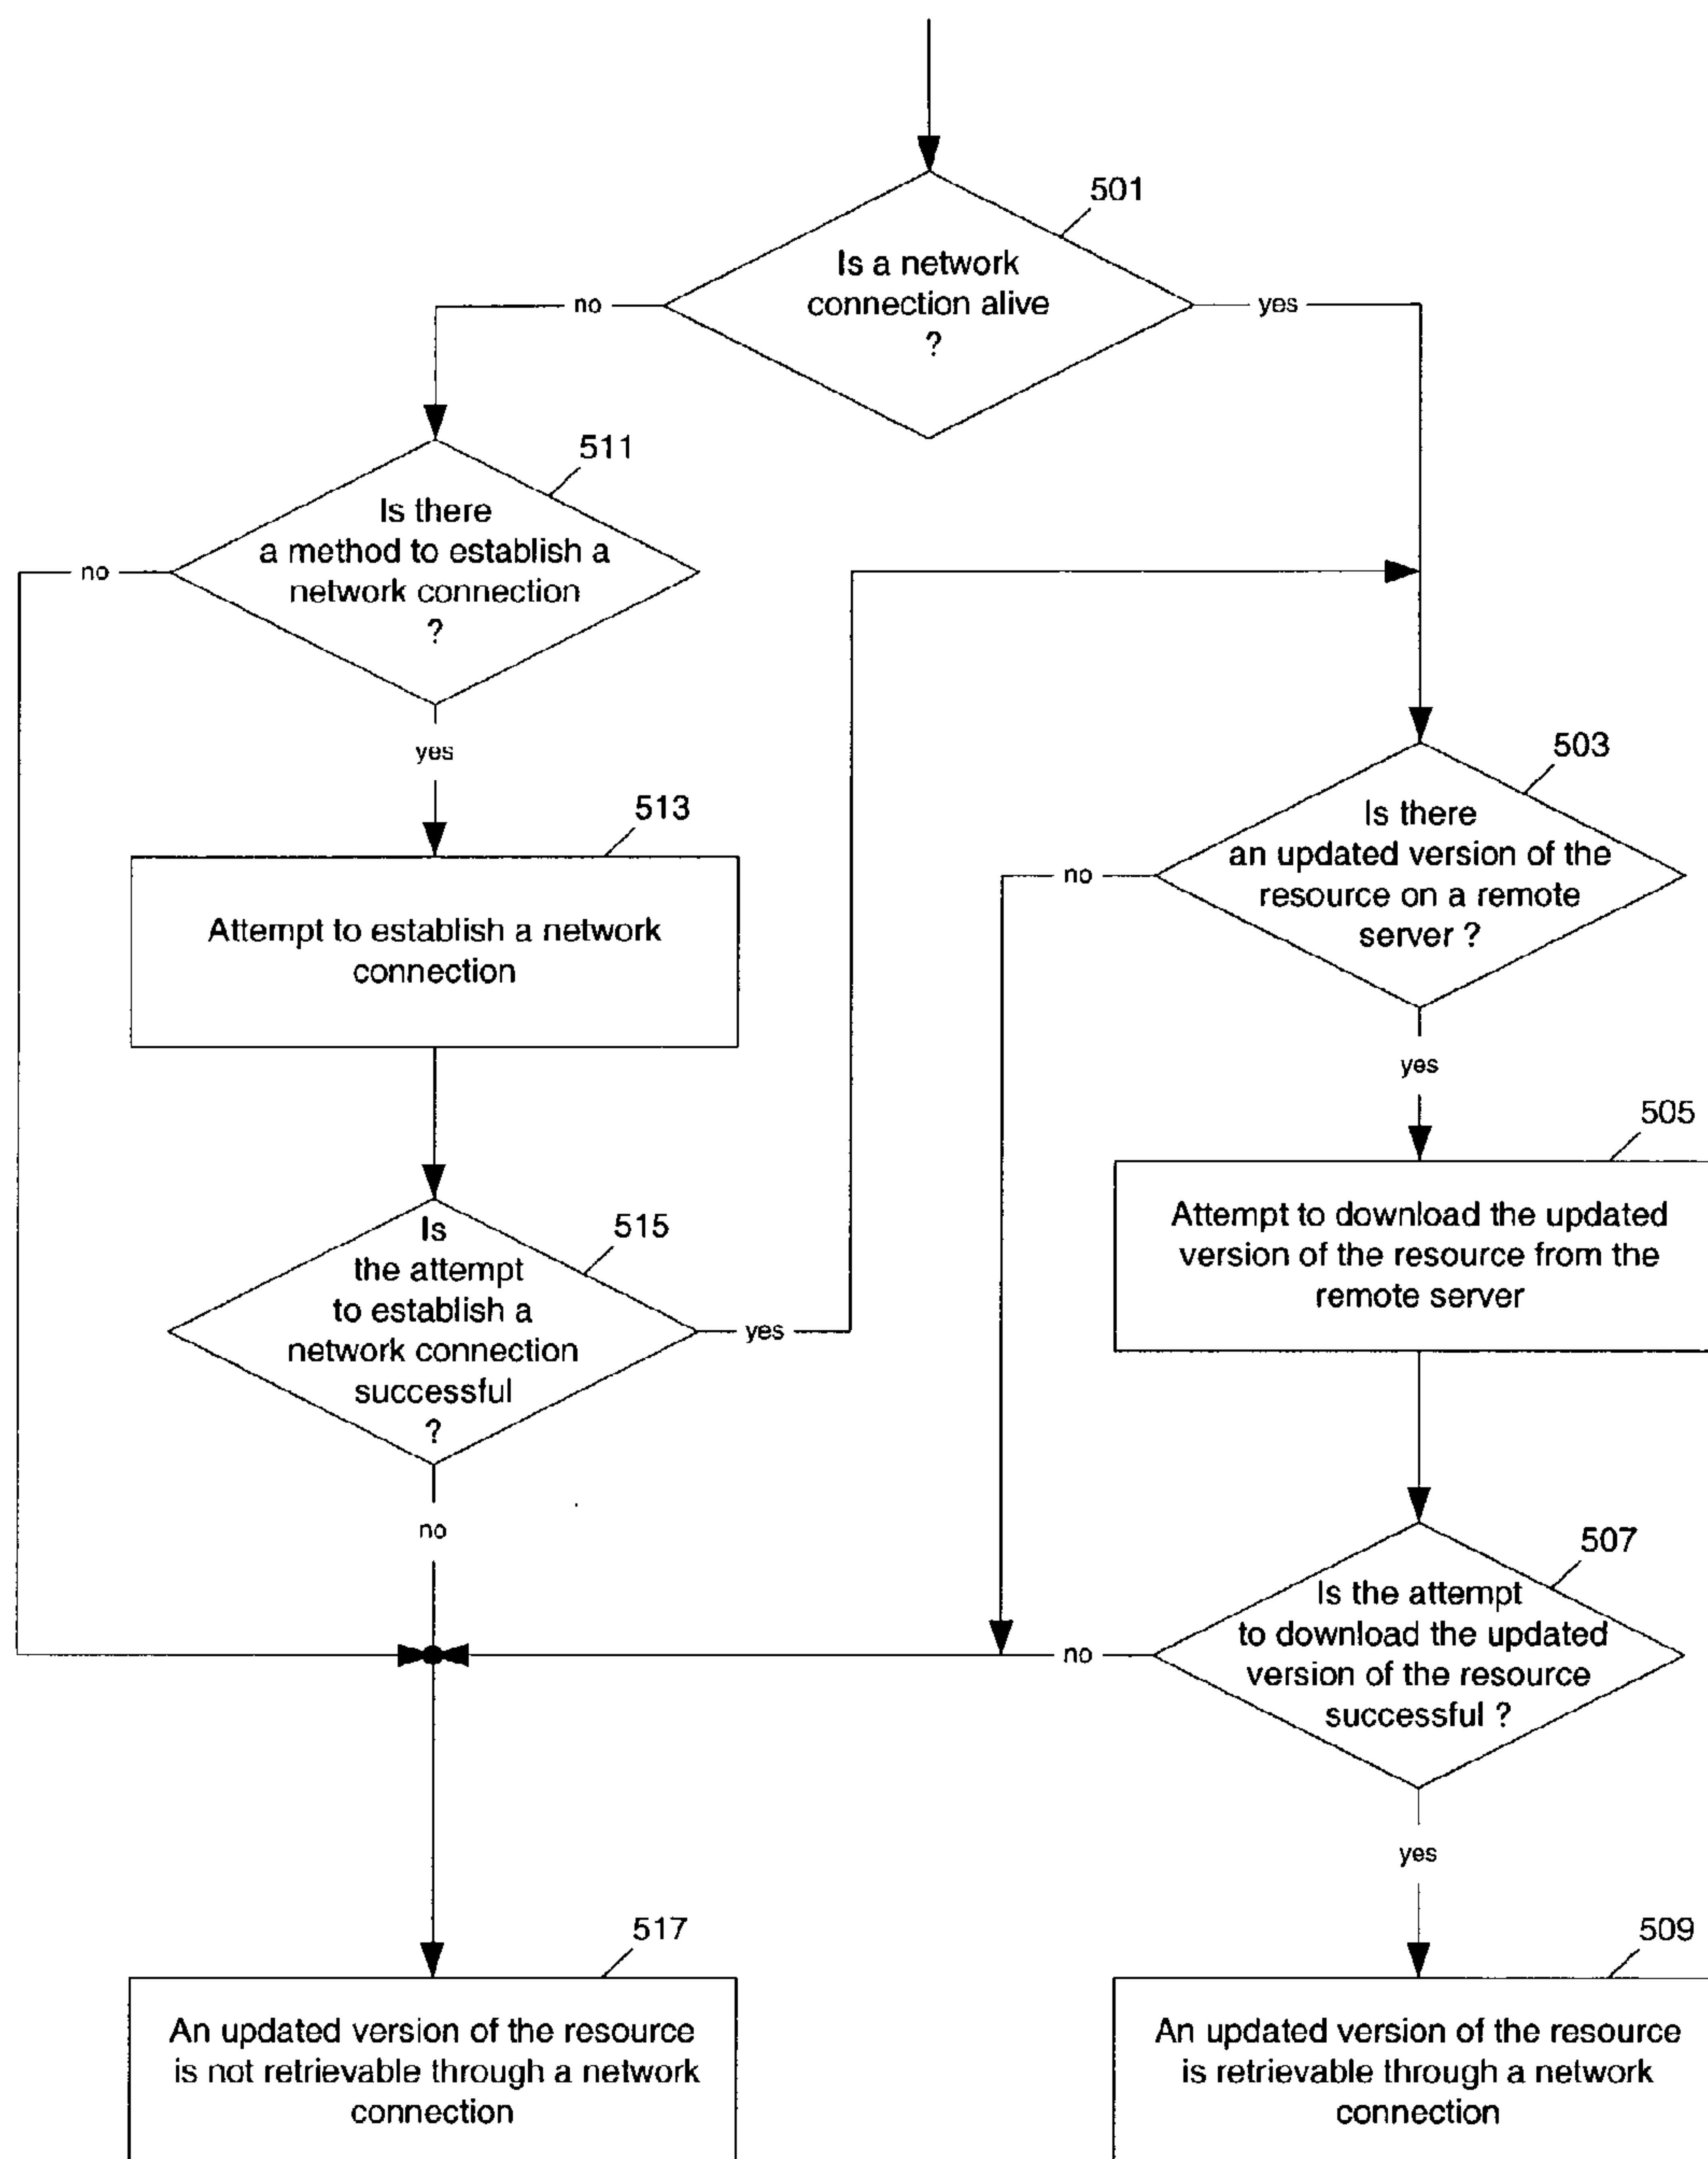 501
Is a network
connection alive
?
no
yes
511
Is there
a method to establish a
network connection
?
no
yes
503
Is there
an updated version of the
resource on a remote
server ?
no
yes
513
Attempt to establish a network
connection
505
Attempt to download the updated
version of the resource from the
remote server
515
Is
the attempt
to establish a
network connection
successful
?
yes
no
507
Is the attempt
to download the updated
version of the resource
successful ?
no
yes
517
An updated version of the resource
is not retrievable through a network
connection
509
An updated version of the resource
is retrievable through a network
connection